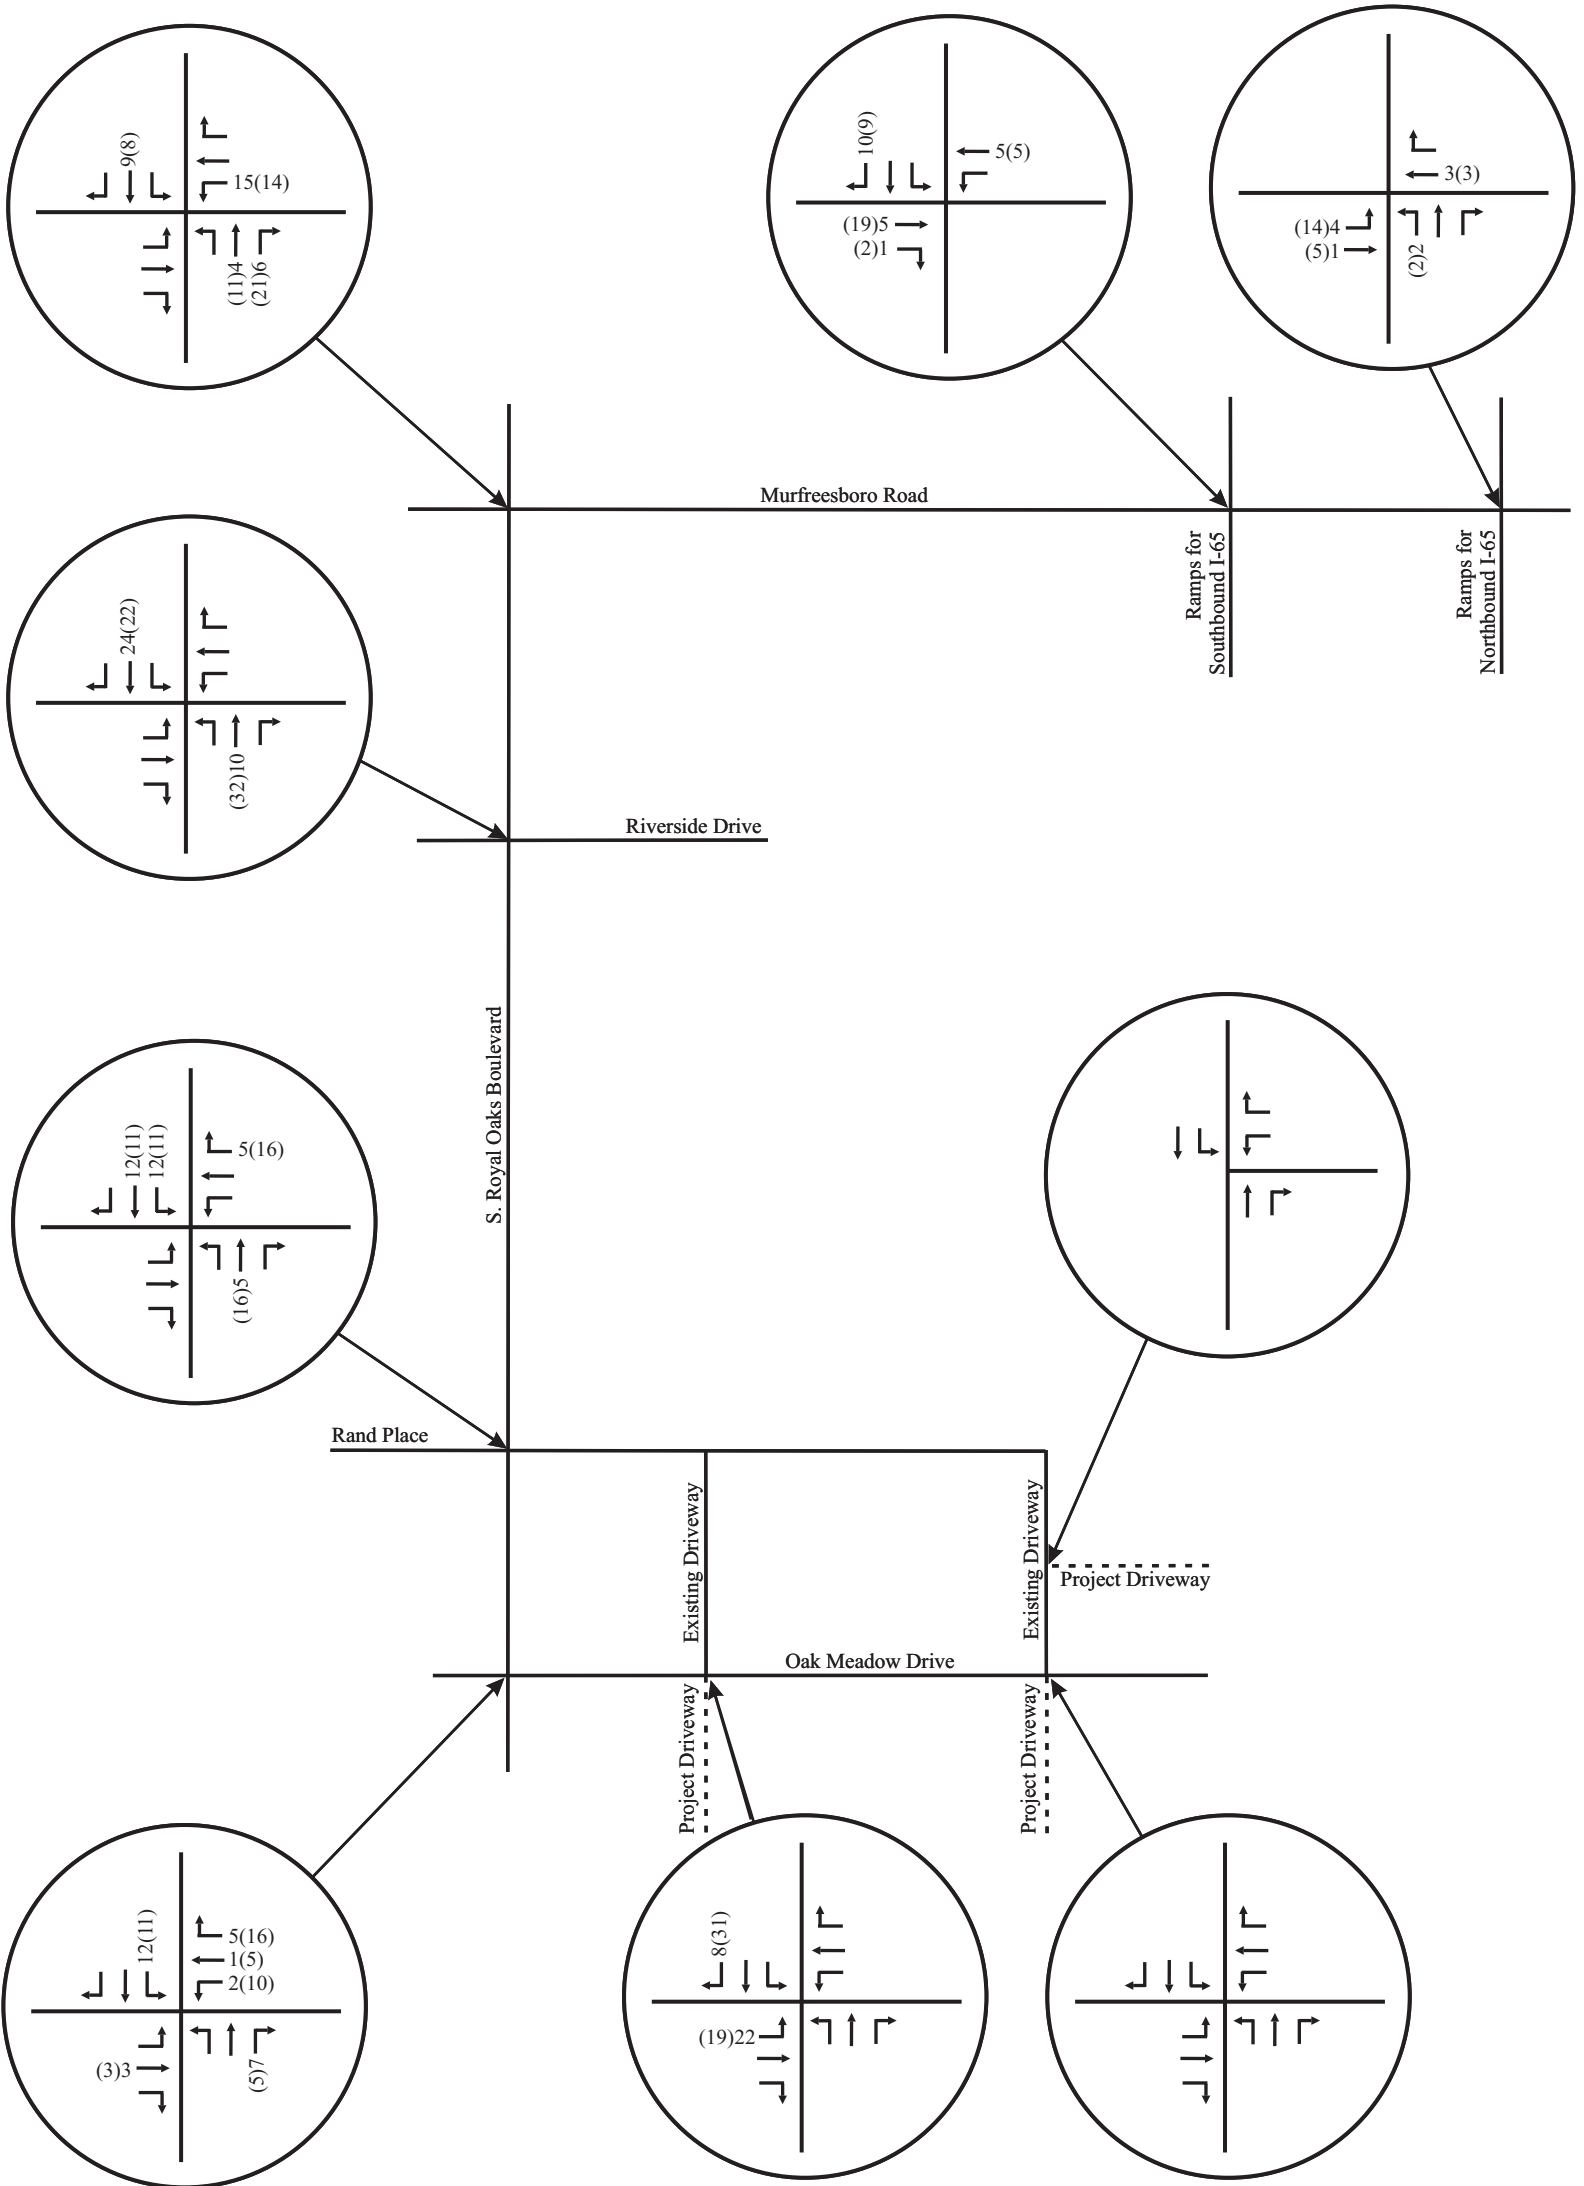 9(8)
15(14)
(11)4
(21)6
10(9)
5(5)
(19)5
(2)1
3(3)
(14)4
(5)1
(2)2
Murfreesboro Road
Ramps for
Southbound I-65
Ramps for
Northbound I-65
24(22)
(32)10
Riverside Drive
S. Royal Oaks Boulevard
12(11)
12(11)
5(16)
(16)5
Rand Place
Existing Driveway
Existing Driveway
Project Driveway
Oak Meadow Drive
Project Driveway
Project Driveway
12(11)
5(16)
1(5)
2(10)
(3)3
(5)7
8(31)
(19)22